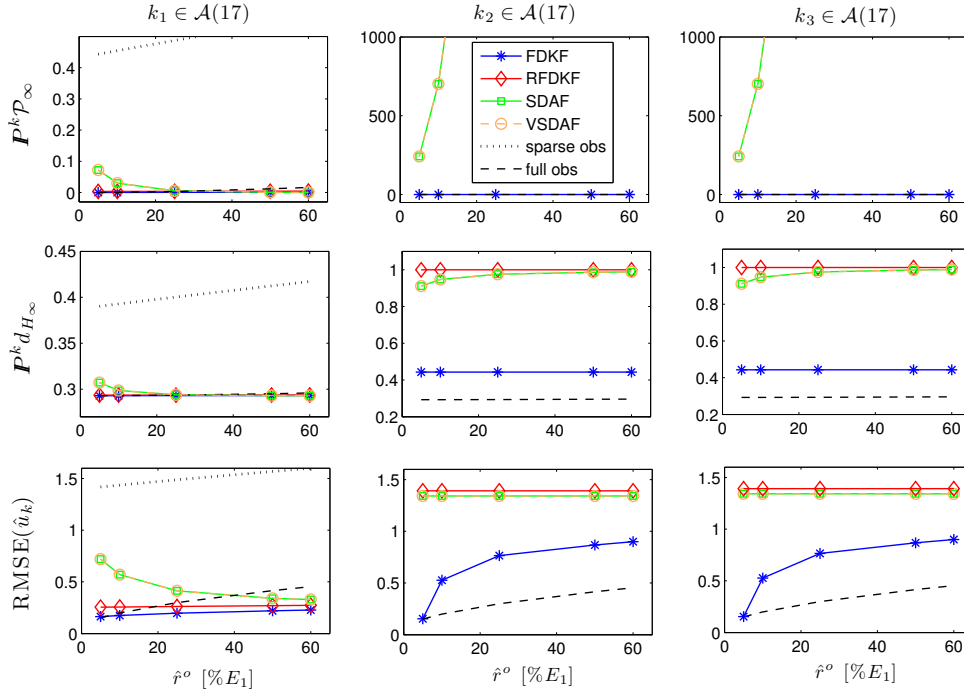 k₁ ∈ 𝒜(17)
k₂ ∈ 𝒜(17)
k₃ ∈ 𝒜(17)
P^k 𝒫_∞
0.4
0.3
0.2
0.1
0
0 20 40 60
1000
500
0
0 20 40 60
FDKF
RFDKF
SDAF
VSDAF
sparse obs
full obs
1000
500
0
0 20 40 60
P^k d_{H_∞}
0.45
0.4
0.35
0.3
0 20 40 60
1
0.8
0.6
0.4
0.2
0 20 40 60
1
0.8
0.6
0.4
0.2
0 20 40 60
RMSE(û_k)
1.5
1
0.5
0
0 20 40 60
r̂^o [%E₁]
1.5
1
0.5
0
0 20 40 60
r̂^o [%E₁]
1.5
1
0.5
0
0 20 40 60
r̂^o [%E₁]